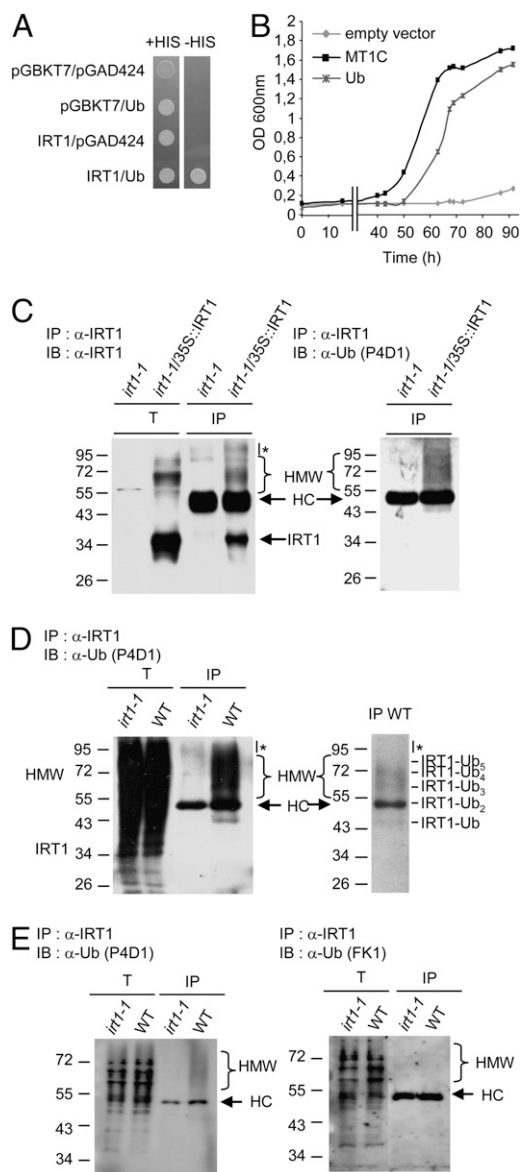 A
+HIS -HIS
pGBKT7/pGAD424
pGBKT7/Ub
IRT1/pGAD424
IRT1/Ub
B
empty vector
MT1C
Ub
OD 600nm
1,8
1,6
1,4
1,2
1
0,8
0,6
0,4
0,2
0 10 20 30 40 50 60 70 80 90
Time (h)
C
IP : α-IRT1
IB : α-IRT1
irt1-1
irt1-1/35S::IRT1
irt1-1
irt1-1/35S::IRT1
T
IP
95
72
55
43
34
26
*
HMW
HC
IRT1
IP : α-IRT1
IB : α-Ub (P4D1)
irt1-1
irt1-1/35S::IRT1
IP
95
72
55
43
34
26
D
IP : α-IRT1
IB : α-Ub (P4D1)
T
IP
irt1-1
WT
irt1-1
WT
HMW
IRT1
95
72
55
43
34
26
*
HMW
HC
IP WT
95
72
55
43
34
26
*
IRT1-Ub5
IRT1-Ub4
IRT1-Ub3
IRT1-Ub2
IRT1-Ub
E
IP : α-IRT1
IB : α-Ub (P4D1)
T
IP
irt1-1
WT
irt1-1
WT
72
55
43
34
HMW
HC
IP : α-IRT1
IB : α-Ub (FK1)
T
IP
irt1-1
WT
irt1-1
WT
72
55
43
34
HMW
HC